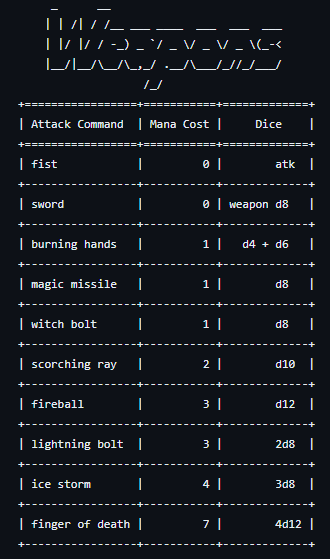 Weapons
Attack Command | Mana Cost | Dice
fist | 0 | atk
sword | 0 | weapon d8
burning hands | 1 | d4 + d6
magic missile | 1 | d8
witch bolt | 1 | d8
scorching ray | 2 | d10
fireball | 3 | d12
lightning bolt | 3 | 2d8
ice storm | 4 | 3d8
finger of death | 7 | 4d12